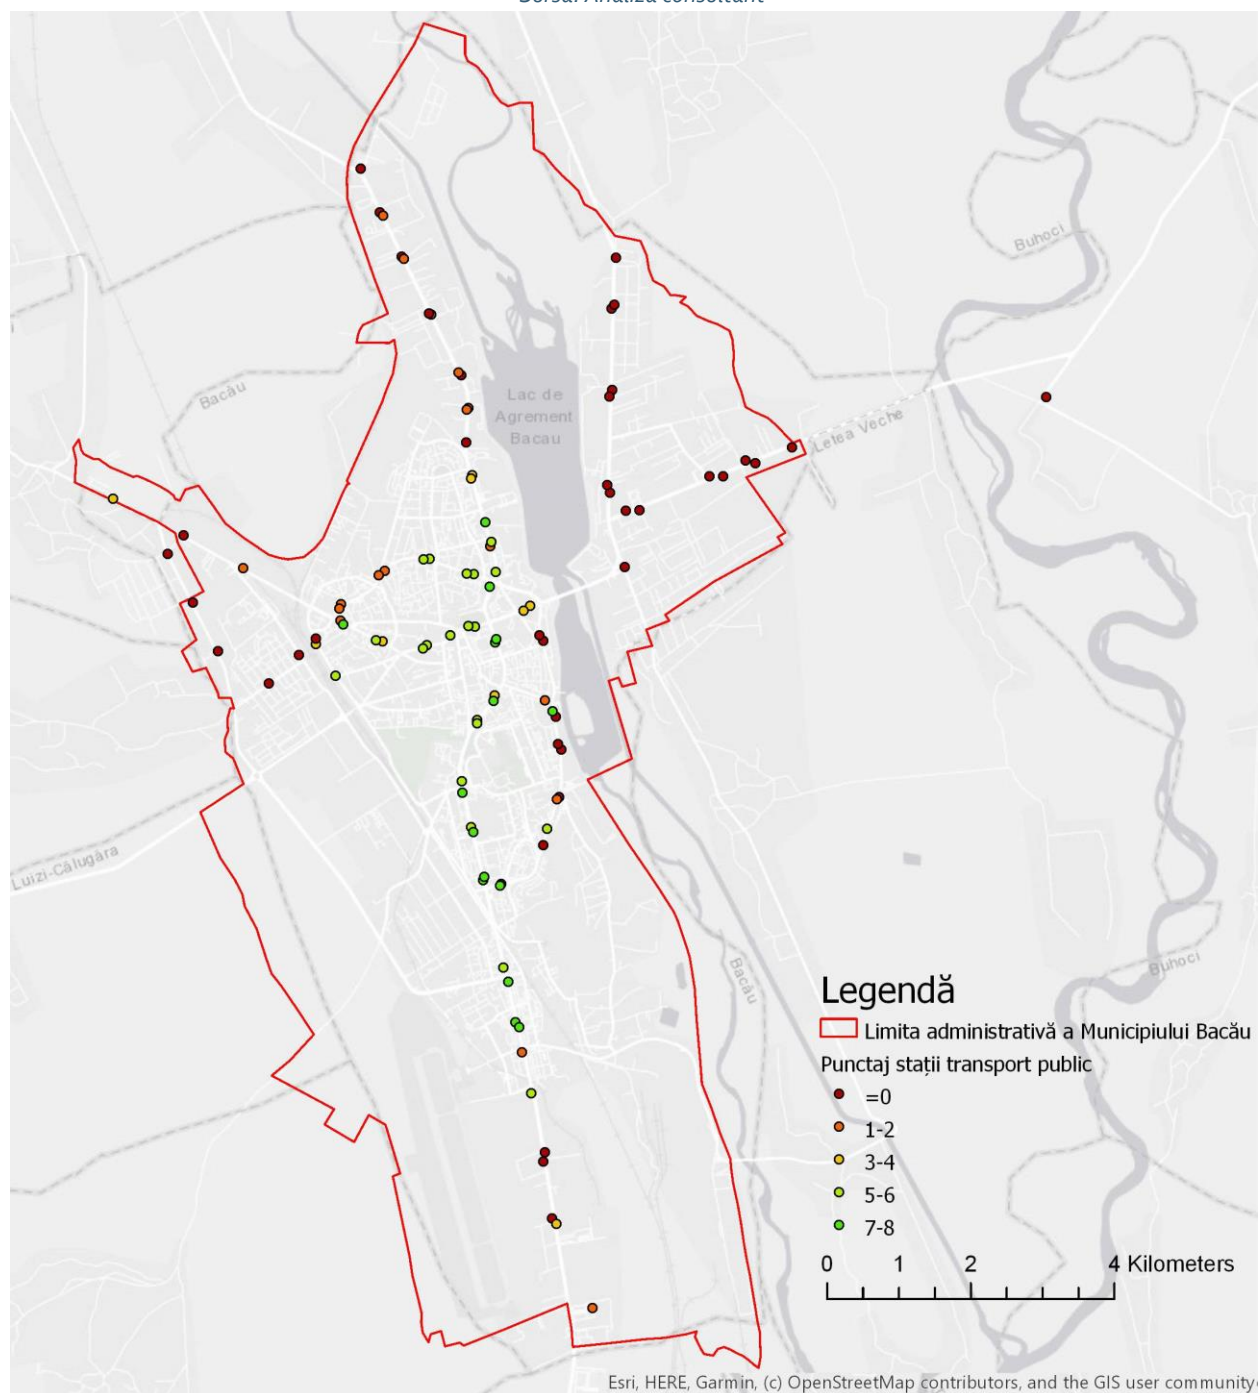 Lac de
Agrement
Bacau
Buhoci
Bacău
Letea Veche
Luizi-Călugăra
Bacău
Buhoci
Legendă
Limita administrativă a Municipiului Bacău
Punctaj stații transport public
=0
1-2
3-4
5-6
7-8
0 1 2 4 Kilometers
Esri, HERE, Garmin, (c) OpenStreetMap contributors, and the GIS user community